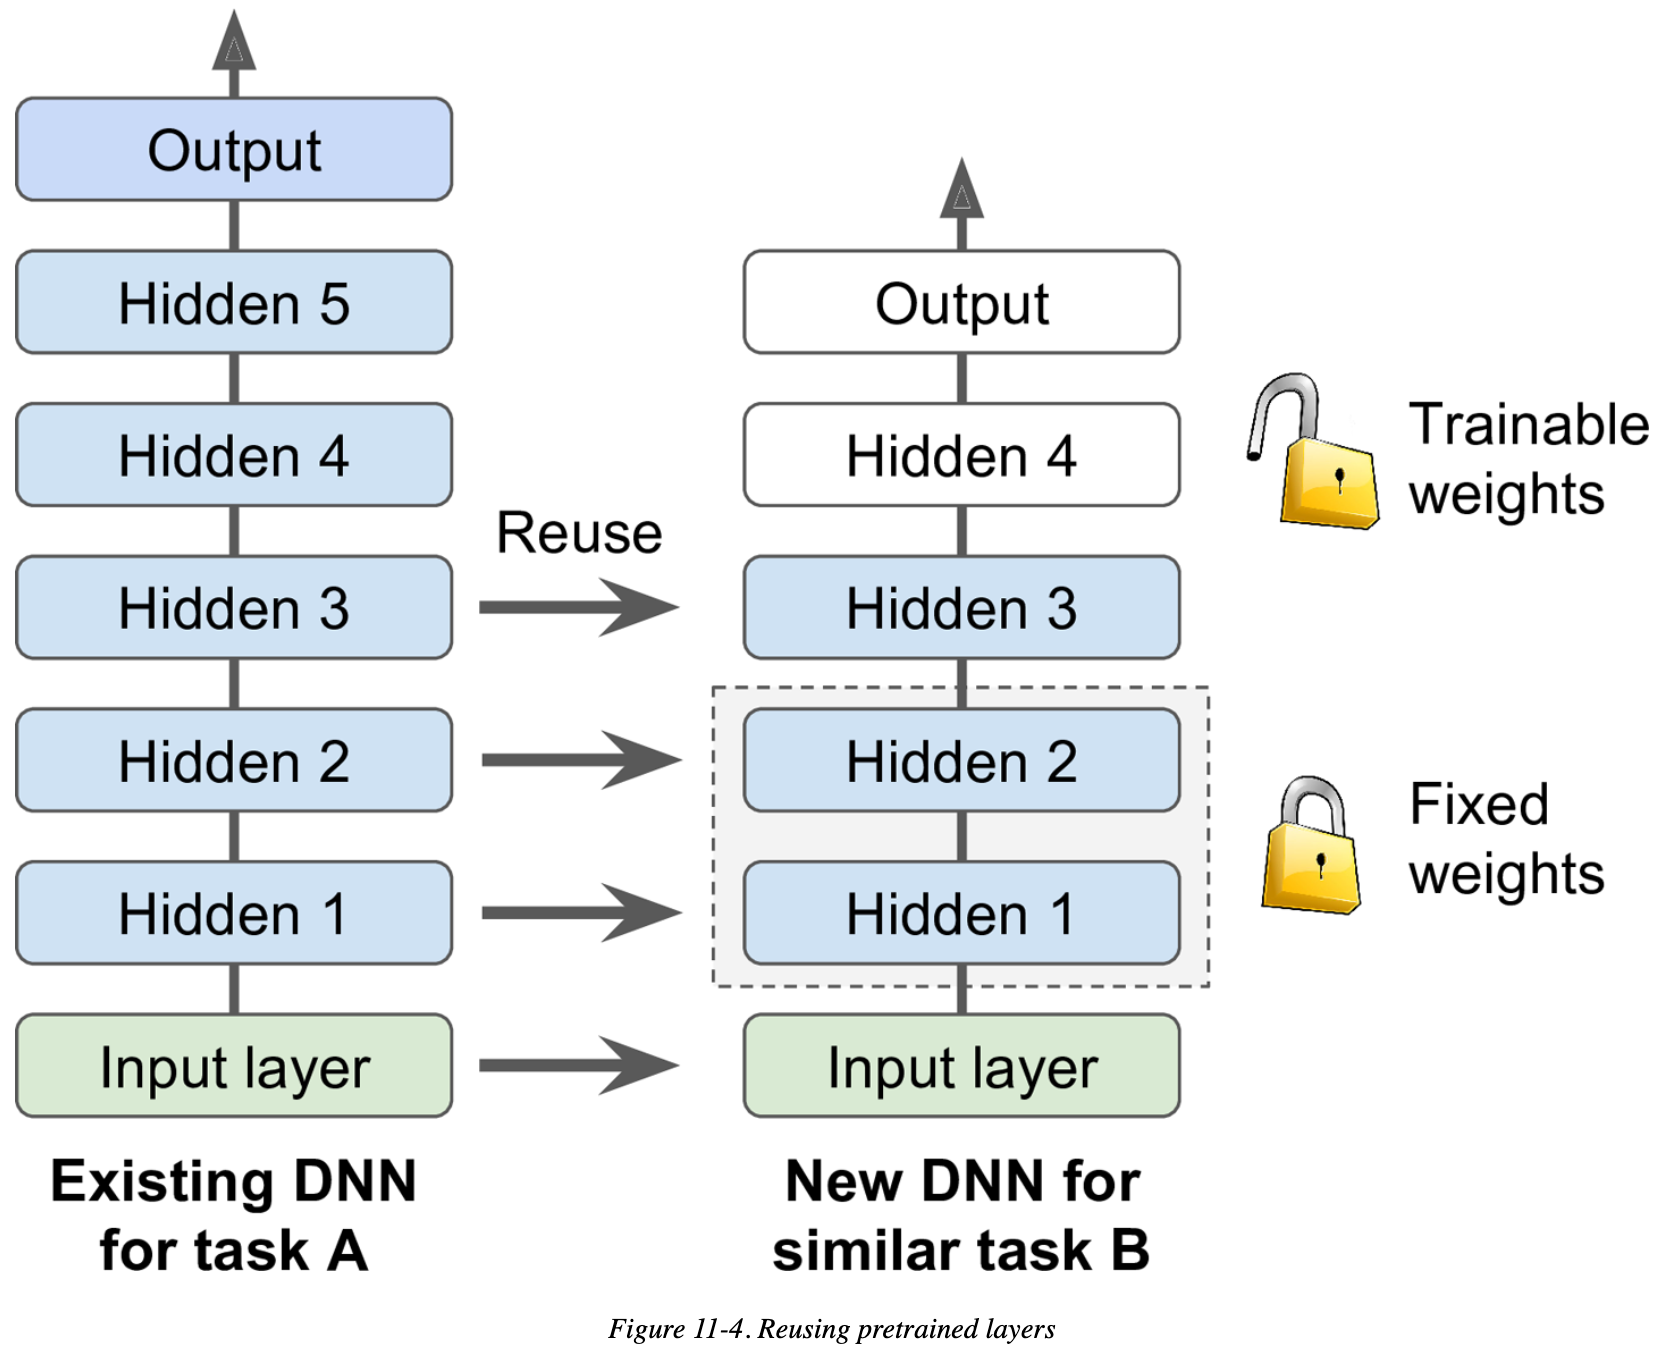 Output
Hidden 5
Hidden 4
Hidden 3
Hidden 2
Hidden 1
Input layer
Existing DNN
for task A
Reuse
Output
Hidden 4
Hidden 3
Hidden 2
Hidden 1
Input layer
New DNN for
similar task B
Trainable
weights
Fixed
weights
Figure 11-4. Reusing pretrained layers